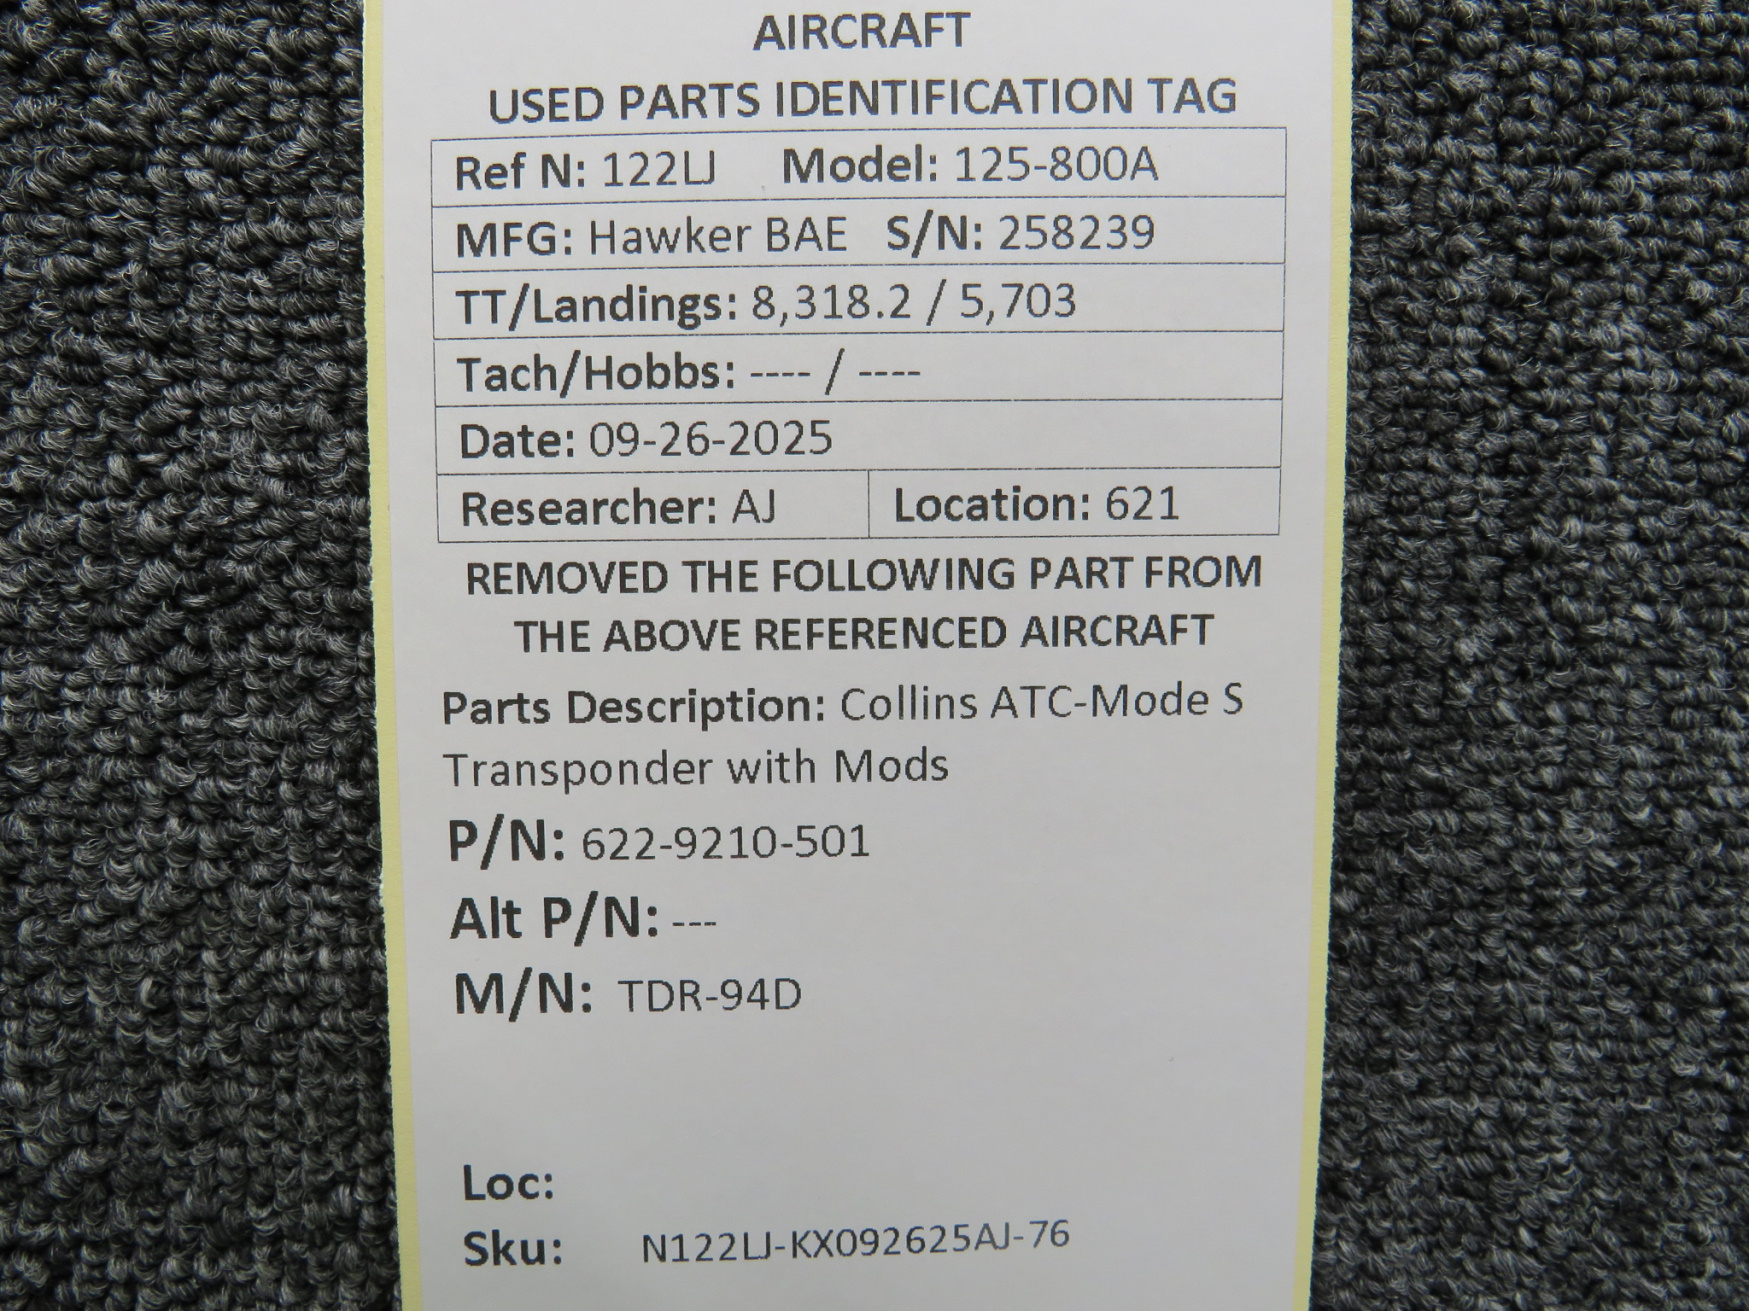 AIRCRAFT
USED PARTS IDENTIFICATION TAG
Ref N: 122LJ Model: 125-800A
MFG: Hawker BAE S/N: 258239
TT/Landings: 8,318.2 / 5,703
Tach/Hobbs: ---- / ----
Date: 09-26-2025
Researcher: AJ Location: 621
REMOVED THE FOLLOWING PART FROM
THE ABOVE REFERENCED AIRCRAFT
Parts Description: Collins ATC-Mode S
Transponder with Mods
P/N: 622-9210-501
Alt P/N: ---
M/N: TDR-94D
Loc:
Sku: N122LJ-KX092625AJ-76